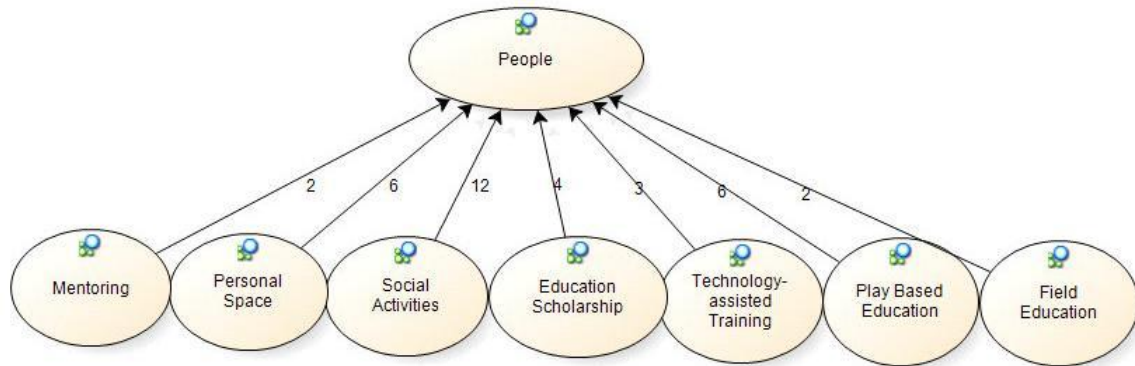 People
2
6
12
4
3
6
2
Mentoring
Personal
Space
Social
Activities
Education
Scholarship
Technology-
assisted
Training
Play Based
Education
Field
Education